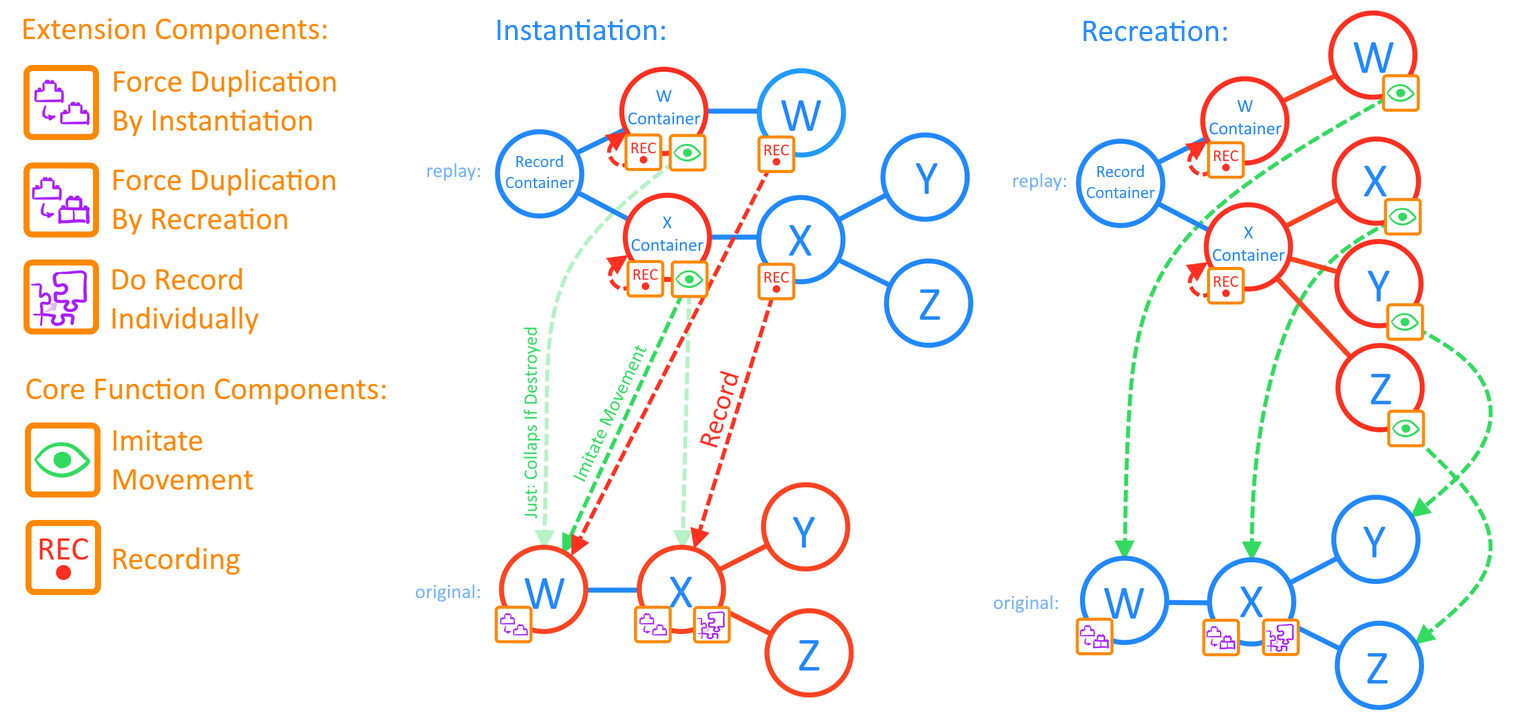 Extension Components:
Force Duplication
By Instantiation
Force Duplication
By Recreation
Do Record
Individually
Core Function Components:
Imitate
Movement
REC
Recording
Instantiation:
replay:
Record
Container
W
Container
REC
W
REC
X
Container
REC
X
REC
Y
Z
Just: Collaps If Destroyed
Imitate Movement
Record
original:
W
X
Y
Z
Recreation:
replay:
Record
Container
W
Container
REC
W
X
Container
REC
X
Y
Z
original:
W
X
Y
Z